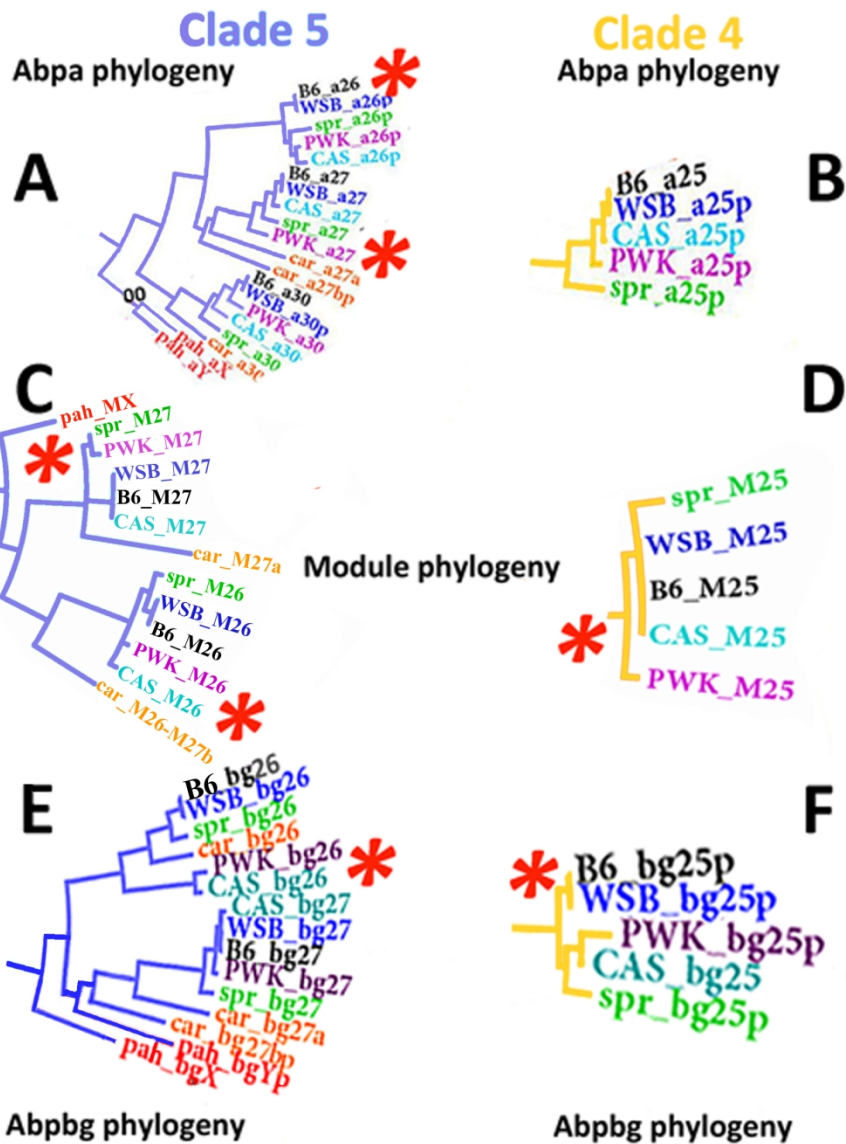 Clade 5
Clade 4
Abpa phylogeny
Abpa phylogeny
A
B6_a26
WSB_a26p
spr_a26p
PWK_a26p
CAS_a26p
B6_a27
WSB_a27
CAS_a27
spr_a27
PWK_a27
car_a27a
car_a27bp
B6_a30
WSB_a30p
PWK_a30
CAS_a30
spr_a30
car_a30
pah_aX
pah_aY
B
B6_a25
WSB_a25p
CAS_a25p
PWK_a25p
spr_a25p
C
pah_MX
spr_M27
PWK_M27
WSB_M27
B6_M27
CAS_M27
car_M27a
spr_M26
WSB_M26
B6_M26
PWK_M26
CAS_M26
car_M26-M27b
Module phylogeny
D
spr_M25
WSB_M25
B6_M25
CAS_M25
PWK_M25
E
B6_bg26
WSB_bg26
spr_bg26
car_bg26
PWK_bg26
CAS_bg26
CAS_bg27
WSB_bg27
B6_bg27
PWK_bg27
spr_bg27
car_bg27a
car_bg27bp
pah_bgYp
pah_bgX
F
B6_bg25p
WSB_bg25p
PWK_bg25p
CAS_bg25
spr_bg25p
Abpbg phylogeny
Abpbg phylogeny